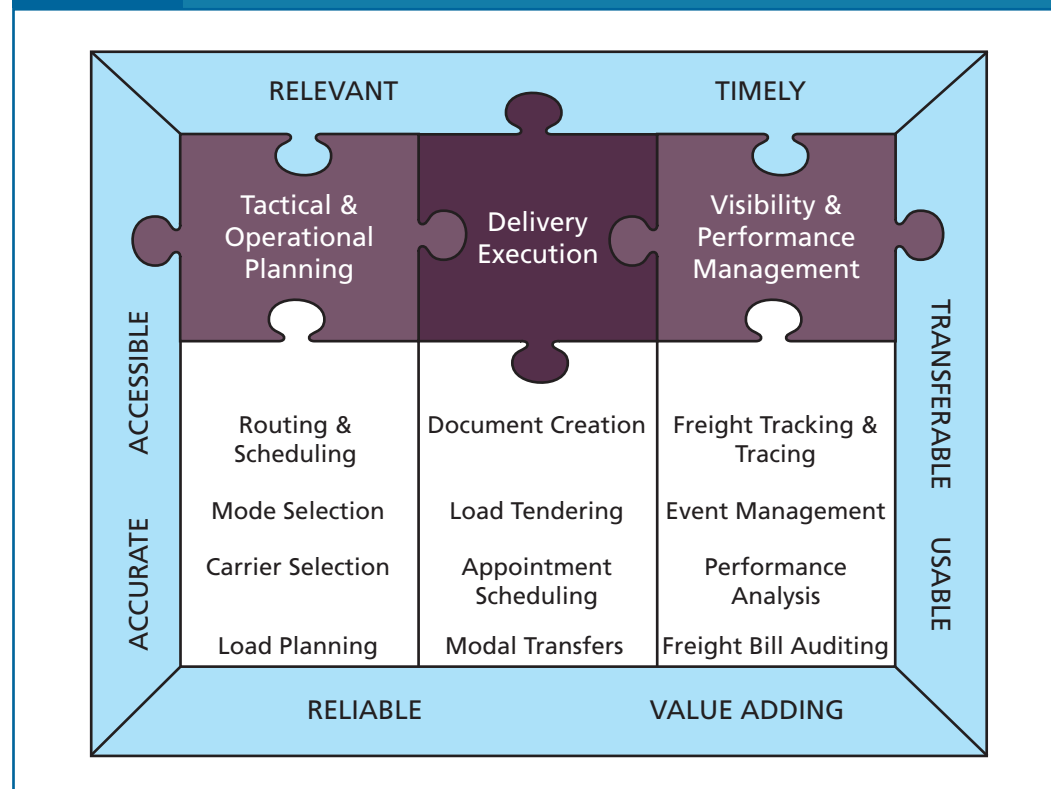 RELEVANT
TIMELY
Tactical &
Operational
Planning
Delivery
Execution
Visibility &
Performance
Management
ACCESSIBLE
ACCURATE
Routing &
Scheduling
Mode Selection
Carrier Selection
Load Planning
Document Creation
Load Tendering
Appointment
Scheduling
Modal Transfers
Freight Tracking &
Tracing
Event Management
Performance
Analysis
Freight Bill Auditing
TRANSFERABLE
USABLE
RELIABLE
VALUE ADDING